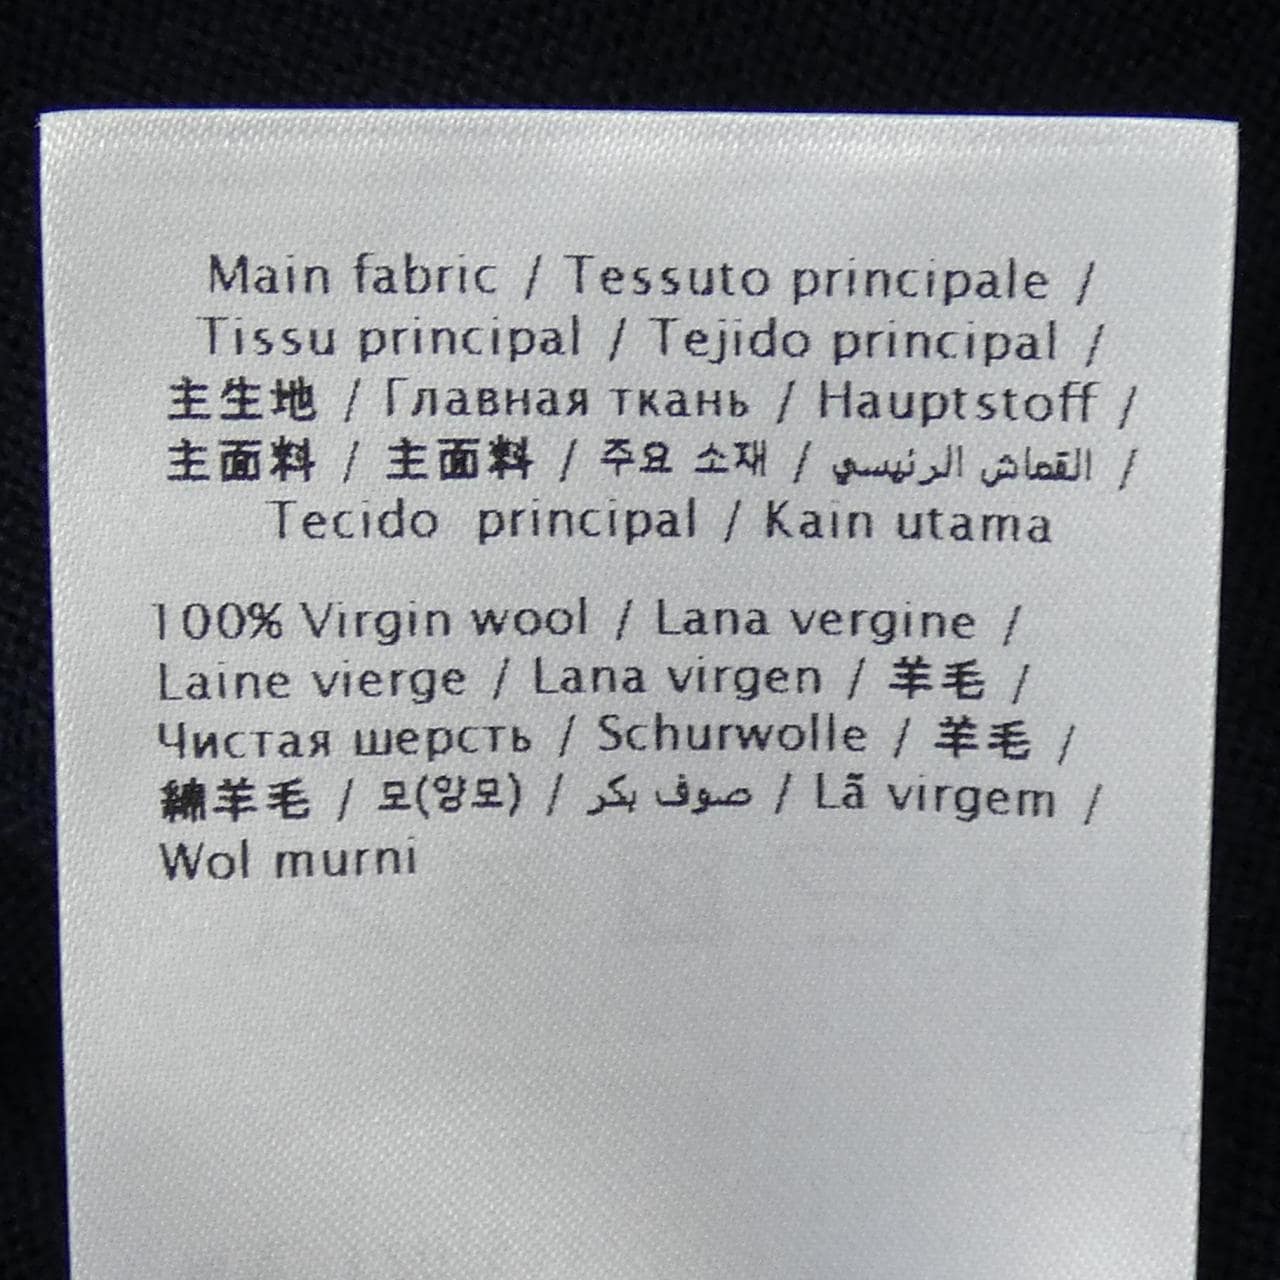 Main fabric / Tessuto principale /
Tissu principal / Tejido principal /
主生地 / Главная ткань / Hauptstoff /
主面料 / 主面料 / 주요 소재 / القماش الرئيسي /
Tecido principal / Kain utama
100% Virgin wool / Lana vergine /
Laine vierge / Lana virgen / 羊毛 /
Чистая шерсть / Schurwolle / 羊毛 /
綿羊毛 / 모(양모) / صوف بكر / Lã virgem /
Wol murni